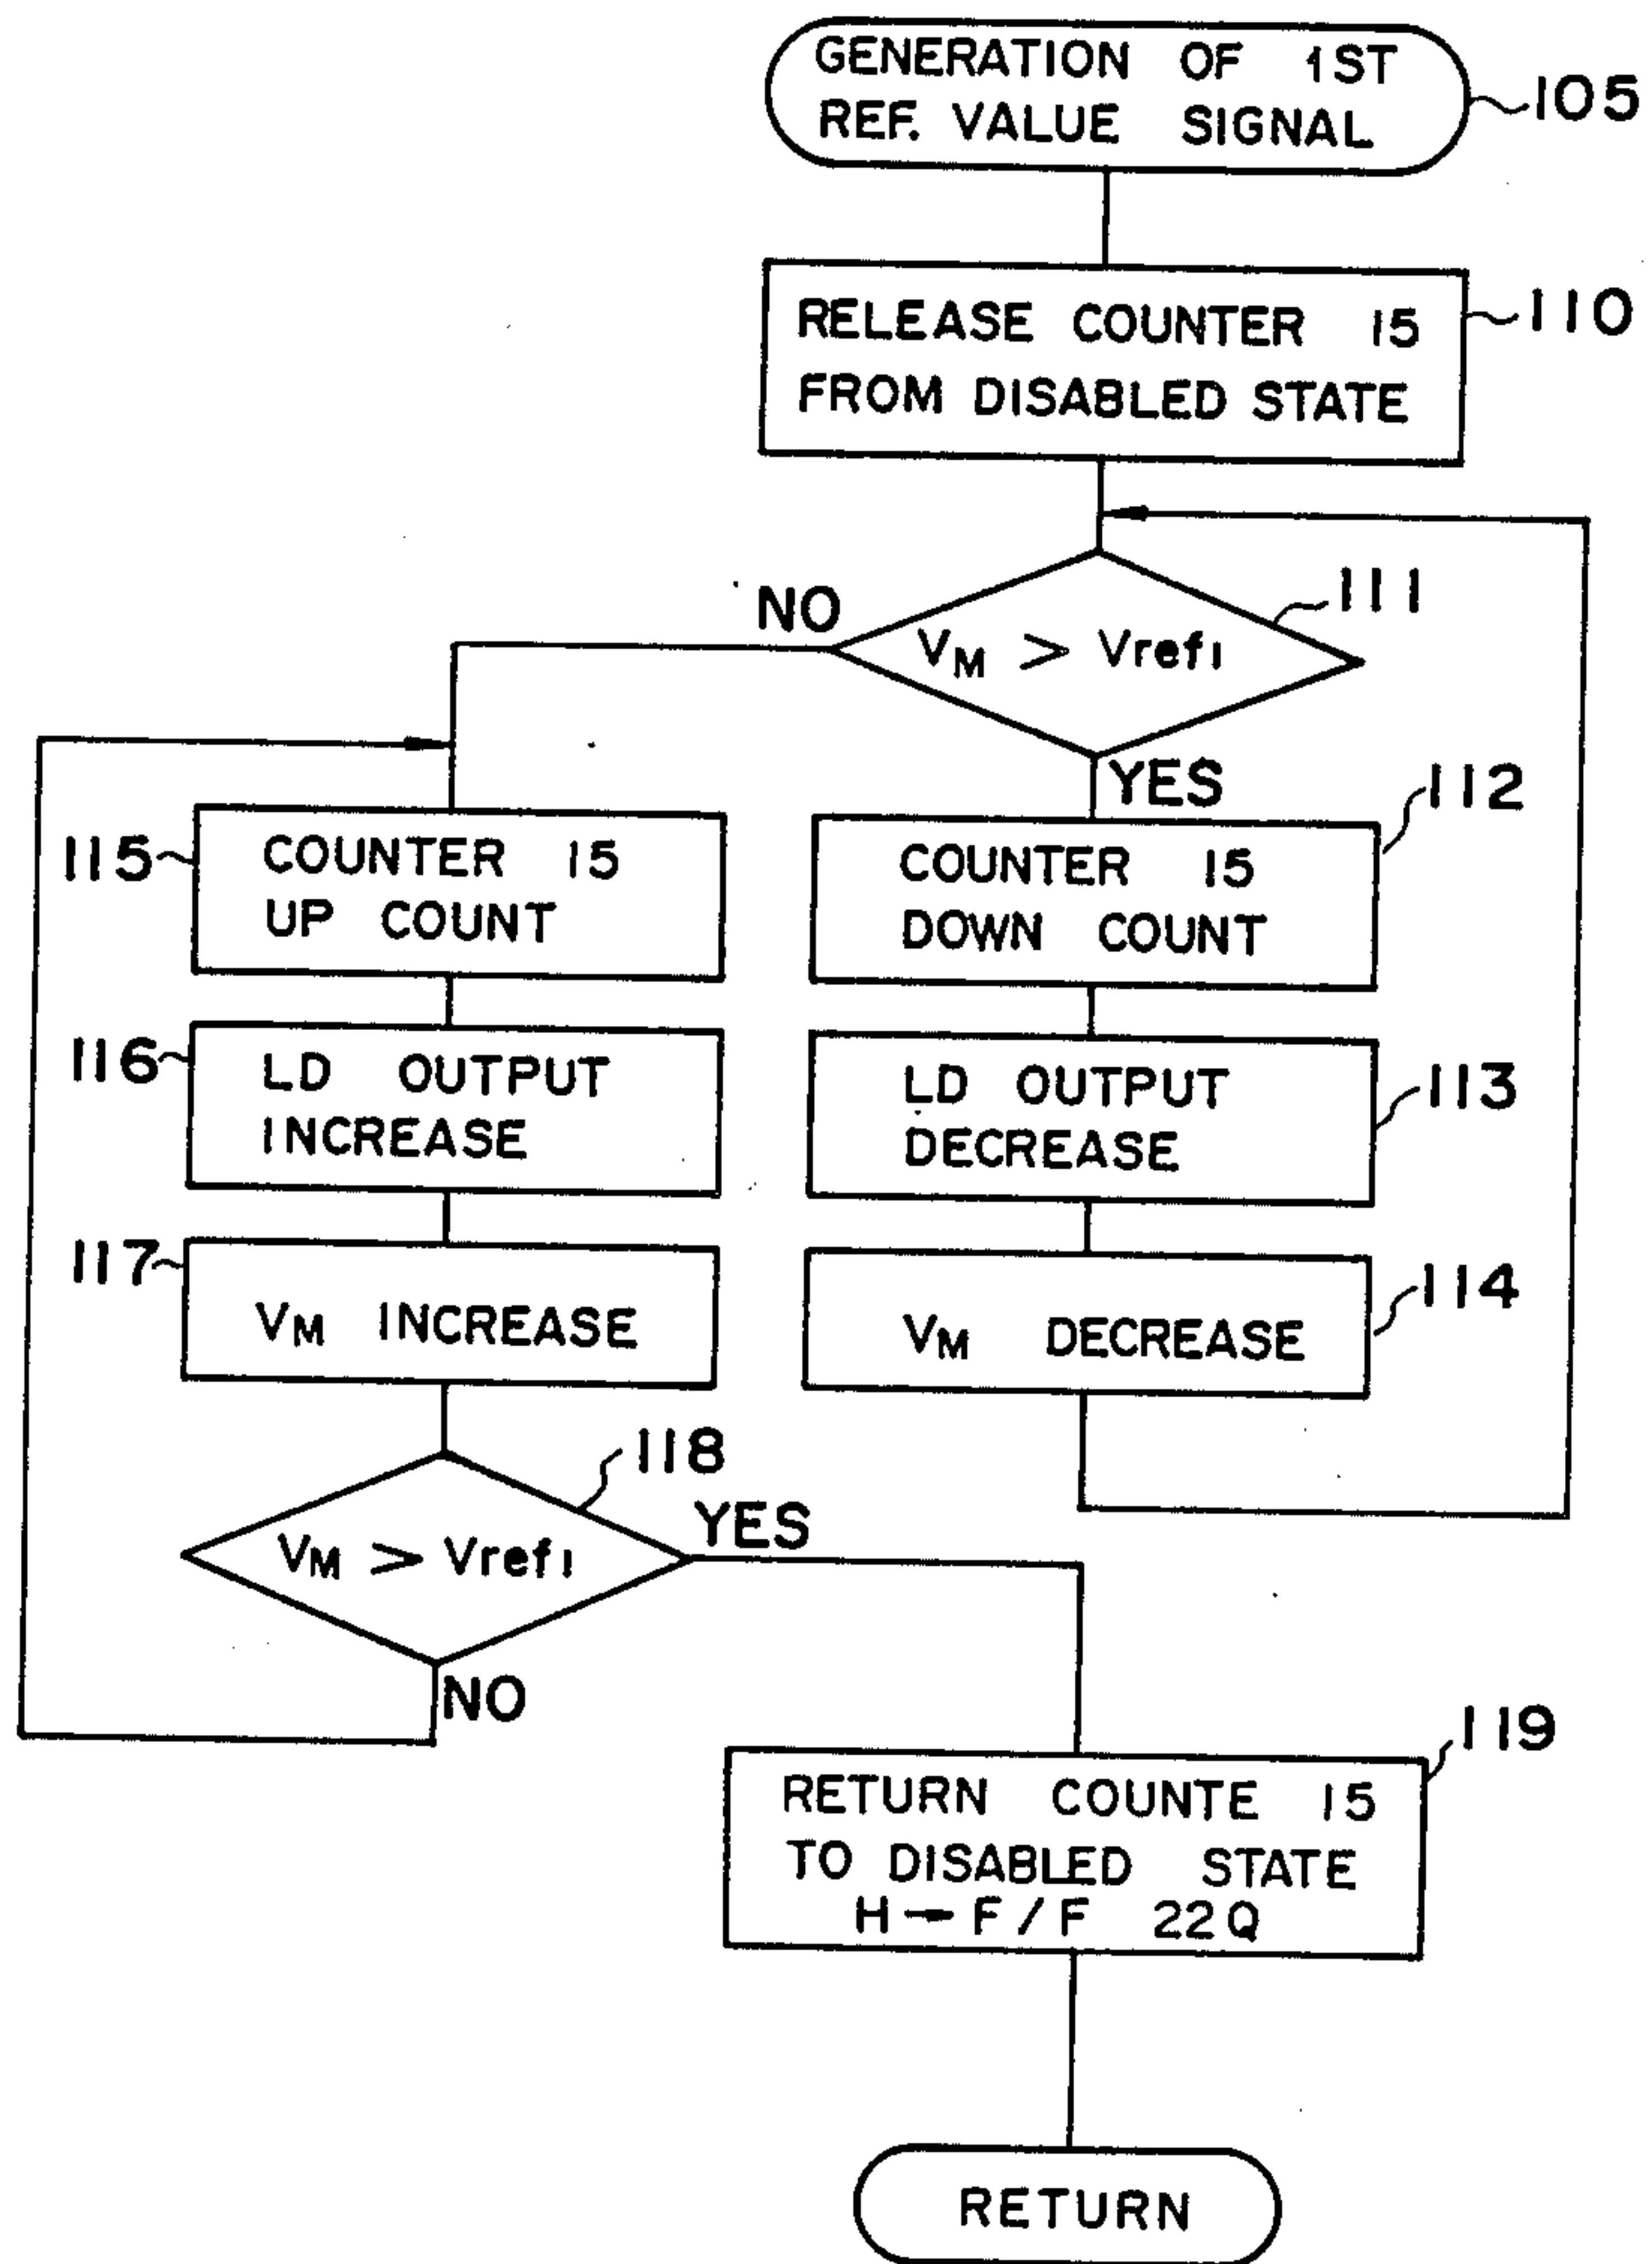 GENERATION OF 1ST
REF. VALUE SIGNAL
105
RELEASE COUNTER 15
FROM DISABLED STATE
110
111
NO
VM > Vref1
YES
112
115
COUNTER 15
UP COUNT
COUNTER 15
DOWN COUNT
116
LD OUTPUT
INCREASE
LD OUTPUT
DECREASE
113
117
VM INCREASE
VM DECREASE
114
118
VM > Vref1
YES
NO
119
RETURN COUNTE 15
TO DISABLED STATE
H → F/F 22Q
RETURN